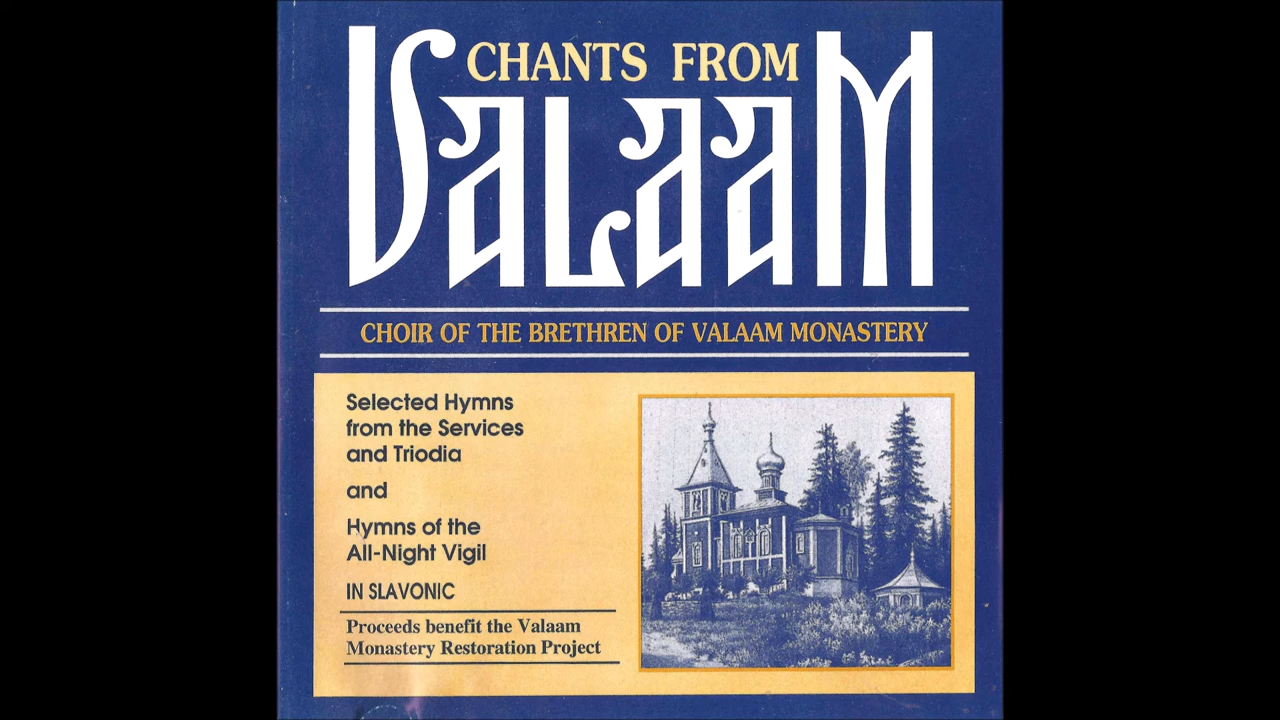 CHANTS FROM
VALAAM
CHOIR OF THE BRETHREN OF VALAAM MONASTERY
Selected Hymns
from the Services
and Triodia
and
Hymns of the
All-Night Vigil
IN SLAVONIC
Proceeds benefit the Valaam
Monastery Restoration Project